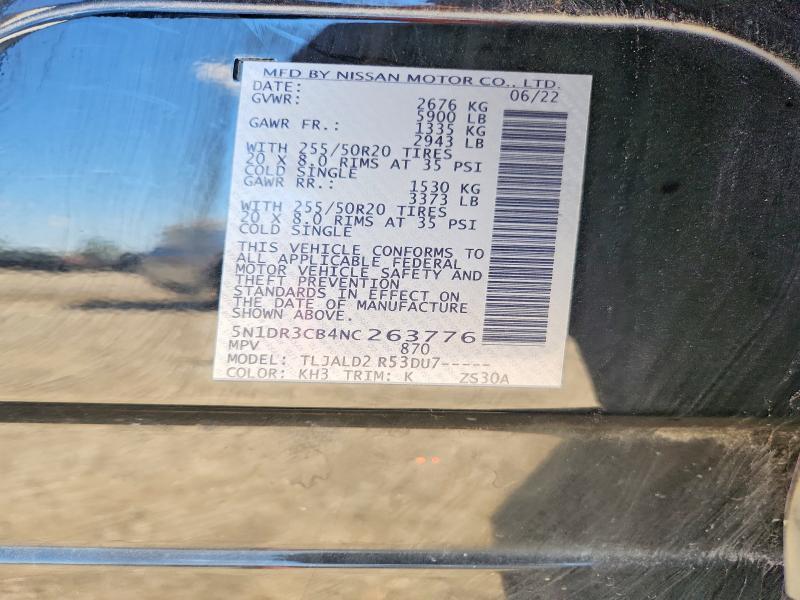 MFD BY NISSAN MOTOR CO., LTD.
DATE: 06/22
GVWR: 2676 KG
5900 LB
GAWR FR.: 1335 KG
2943 LB
WITH 255/50R20 TIRES
20 X 8.0 RIMS AT 35 PSI
COLD SINGLE
GAWR RR.: 1530 KG
3373 LB
WITH 255/50R20 TIRES
20 X 8.0 RIMS AT 35 PSI
COLD SINGLE
THIS VEHICLE CONFORMS TO
ALL APPLICABLE FEDERAL
MOTOR VEHICLE SAFETY AND
THEFT PREVENTION
STANDARDS IN EFFECT ON
THE DATE OF MANUFACTURE
SHOWN ABOVE.
5N1DR3CB4NC263776
MPV 870
MODEL: TLJALD2 R53DU7-----
COLOR: KH3 TRIM: K ZS30A